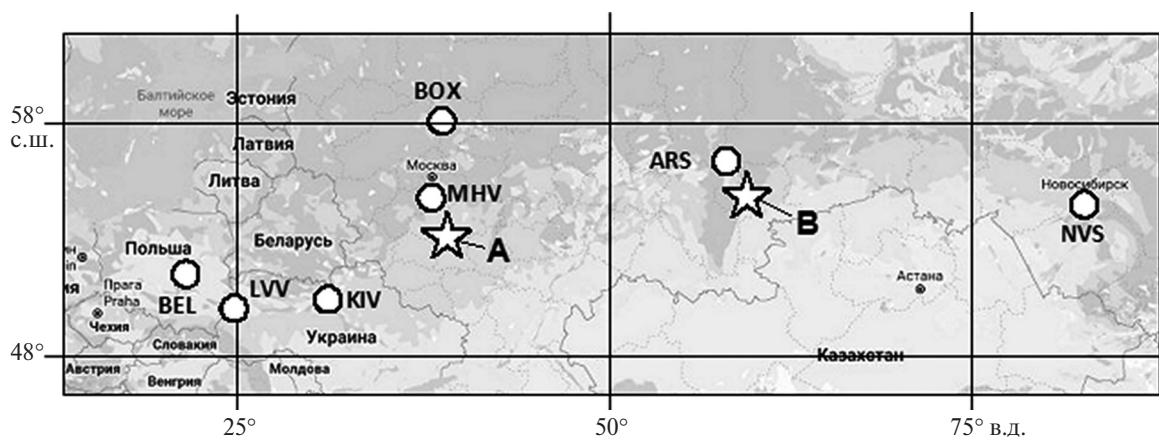 BOX
58°
с.ш.
Балтийское
море
Эстония
Латвия
Литва
Москва
MHV
ARS
B
Новосибирск
NVS
A
Беларусь
Польша
BEL
LVV
KIV
Прага
Praha
Чехия
Словакия
Украина
Астана
48°
Австрия
Венгрия
Молдова
Казахстан
25°
50°
75° в.д.